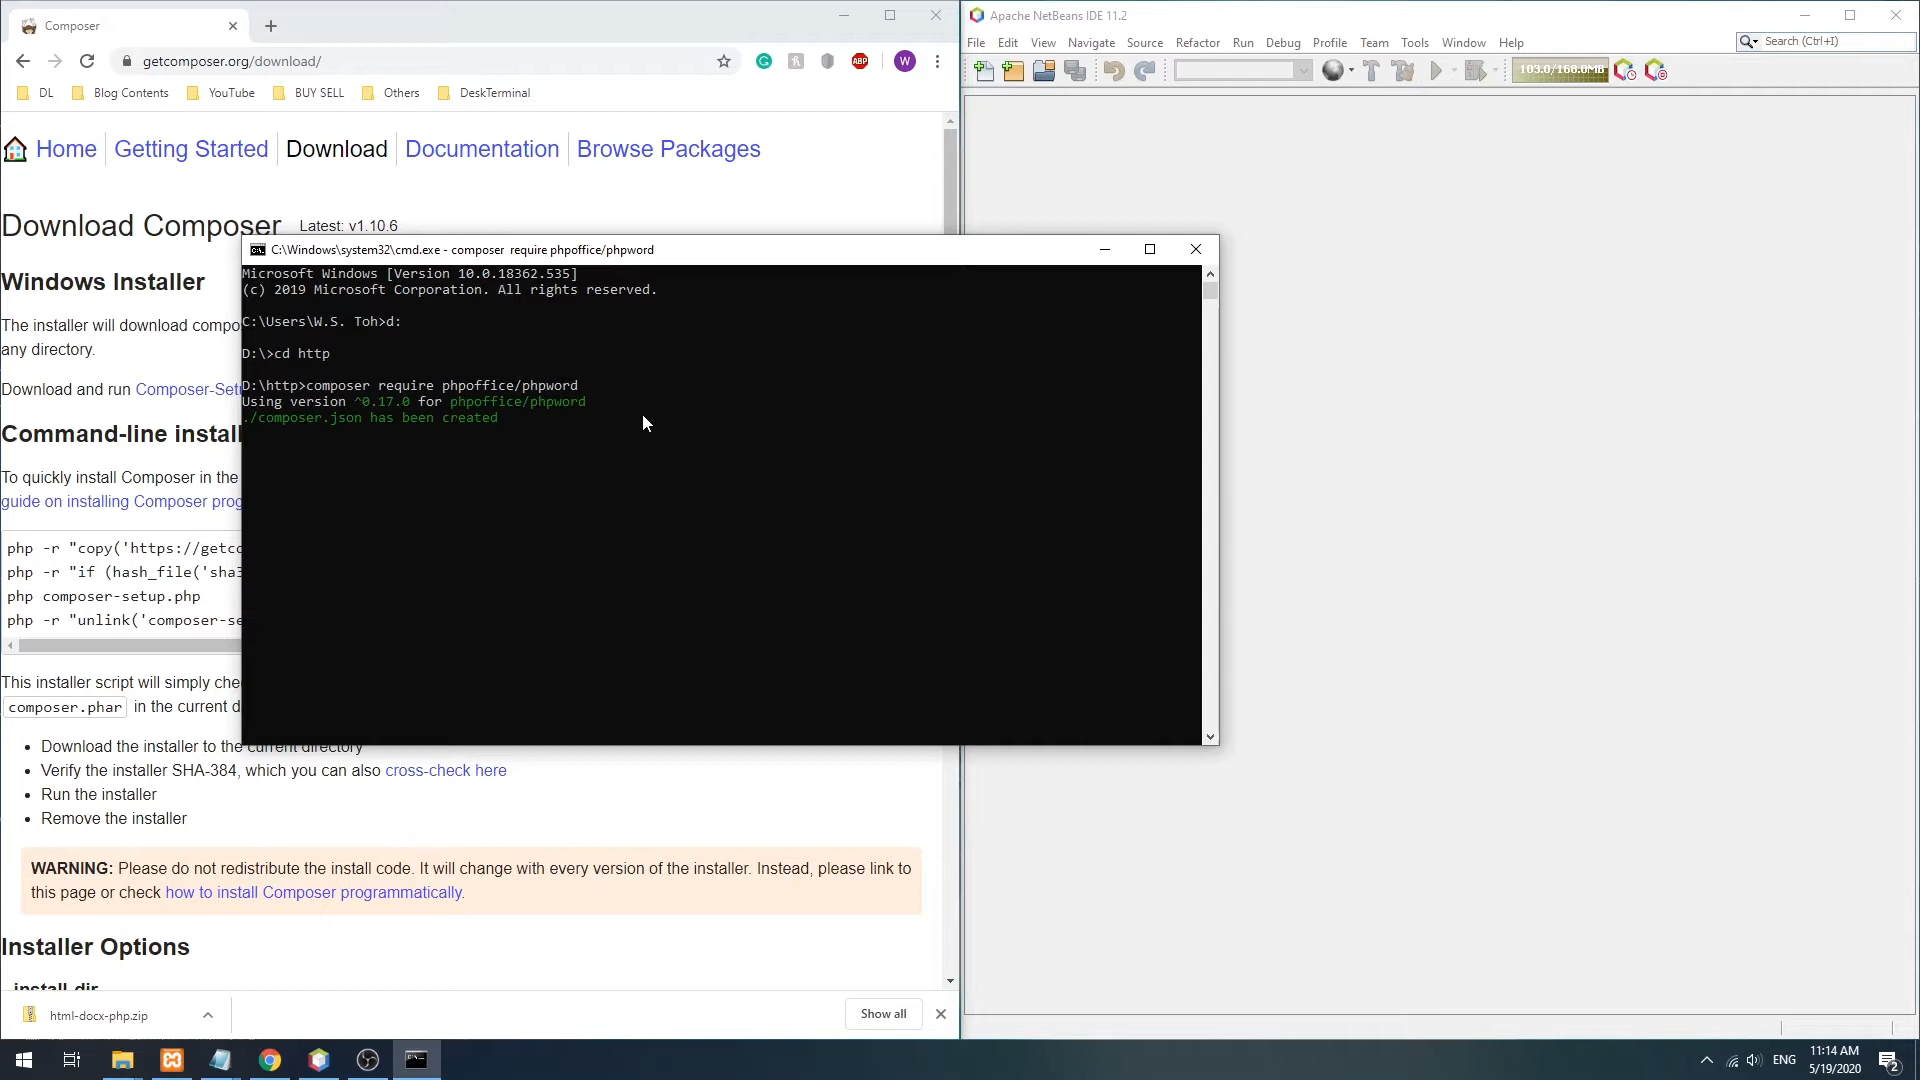 Composer
getcomposer.org/download/
ABP
W
DL
Blog Contents
YouTube
BUY SELL
Others
DeskTerminal
Home
Getting Started
Download
Documentation
Browse Packages
Download Composer
Latest: v1.10.6
Windows Installer
The installer will download compo
any directory.
Download and run Composer-Setu
Command-line install
To quickly install Composer in the
guide on installing Composer prog
php -r "copy('https://getco
php -r "if (hash_file('sha3
php composer-setup.php
php -r "unlink('composer-se
This installer script will simply che
composer.phar in the current d
Download the installer to the current directory
Verify the installer SHA-384, which you can also cross-check here
Run the installer
Remove the installer
WARNING: Please do not redistribute the install code. It will change with every version of the installer. Instead, please link to
this page or check how to install Composer programmatically.
Installer Options
install-dir
html-docx-php.zip
Show all
C:\Windows\system32\cmd.exe - composer  require phpoffice/phpword
Microsoft Windows [Version 10.0.18362.535]
(c) 2019 Microsoft Corporation. All rights reserved.
C:\Users\W.S. Toh>d:
D:\>cd http
D:\http>composer require phpoffice/phpword
Using version ^0.17.0 for phpoffice/phpword
./composer.json has been created
Apache NetBeans IDE 11.2
File Edit View Navigate Source Refactor Run Debug Profile Team Tools Window Help
Search (Ctrl+I)
103.0/160.0MB
ENG
11:14 AM
5/19/2020
2